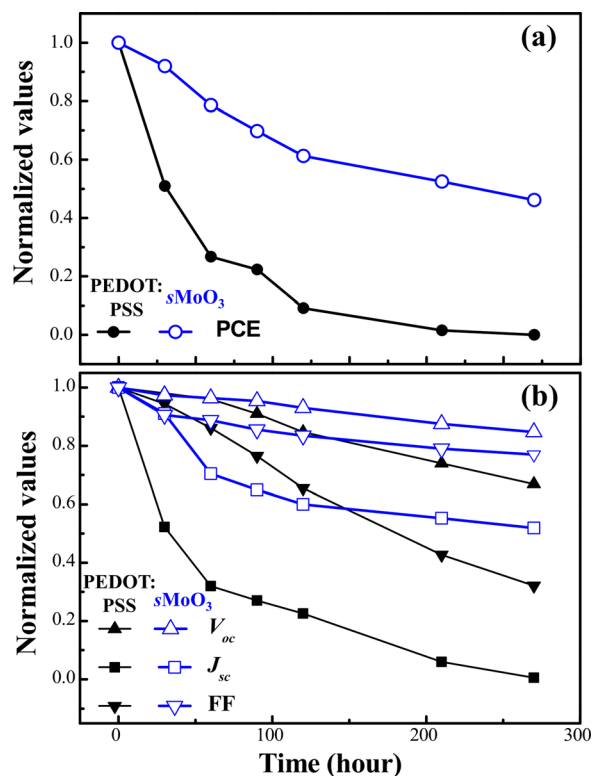 (a)
Normalized values
1.0
0.8
0.6
0.4
0.2
0.0
PEDOT: sMoO₃
PSS
PCE
(b)
Normalized values
1.0
0.8
0.6
0.4
0.2
0.0
PEDOT:
PSS sMoO₃
V_oc
J_sc
FF
0 100 200 300
Time (hour)